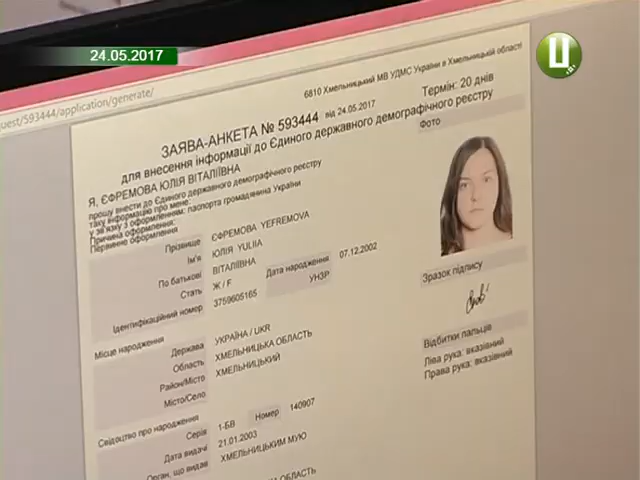 24.05.2017
Ц
uest/593444/application/generate/
6810 Хмельницький МВ УДМС України в Хмельницькій області
Термін: 20 днів
ЗАЯВА-АНКЕТА № 593444 від 24.05.2017
для внесення інформації до Єдиного державного демографічного реєстру
Фото
Я, ЄФРЕМОВА ЮЛІЯ ВІТАЛІЇВНА
прошу внести до Єдиного державного демографічного реєстру
таку інформацію про мене:
у зв'язку з оформленням: паспорта громадянина України
Причина оформлення:
Первинне оформлення
Прізвище ЄФРЕМОВА YEFREMOVA
Ім'я ЮЛІЯ YULIIA
По батькові ВІТАЛІЇВНА
Дата народження 07.12.2002
Стать Ж / F
УНЗР
Ідентифікаційний номер 3759605165
Зразок підпису
Місце народження
Держава УКРАЇНА / UKR
Область ХМЕЛЬНИЦЬКА ОБЛАСТЬ
Район/Місто ХМЕЛЬНИЦЬКИЙ
Місто/Село
Відбитки пальців
Ліва рука: вказівний
Права рука: вказівний
Свідоцтво про народження
Серія 1-БВ Номер 140907
Дата видачі 21.01.2003
Орган, що видав ХМЕЛЬНИЦЬКИМ МУЮ
ОБЛАСТЬ